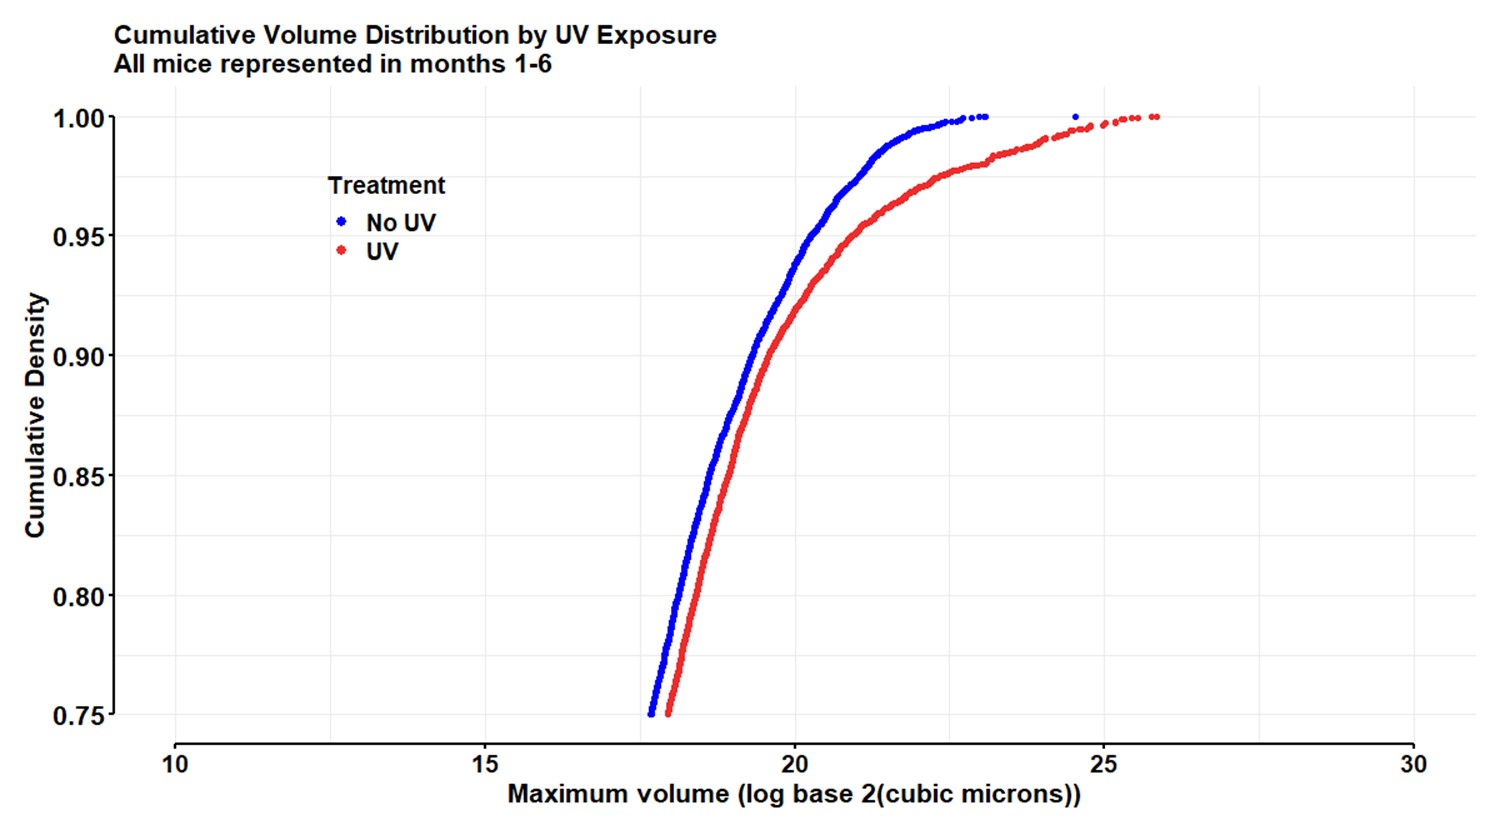 Cumulative Volume Distribution by UV Exposure
All mice represented in months 1-6
1.00
0.95
0.90
0.85
0.80
0.75
Cumulative Density
Treatment
No UV
UV
10
15
20
25
30
Maximum volume (log base 2(cubic microns))